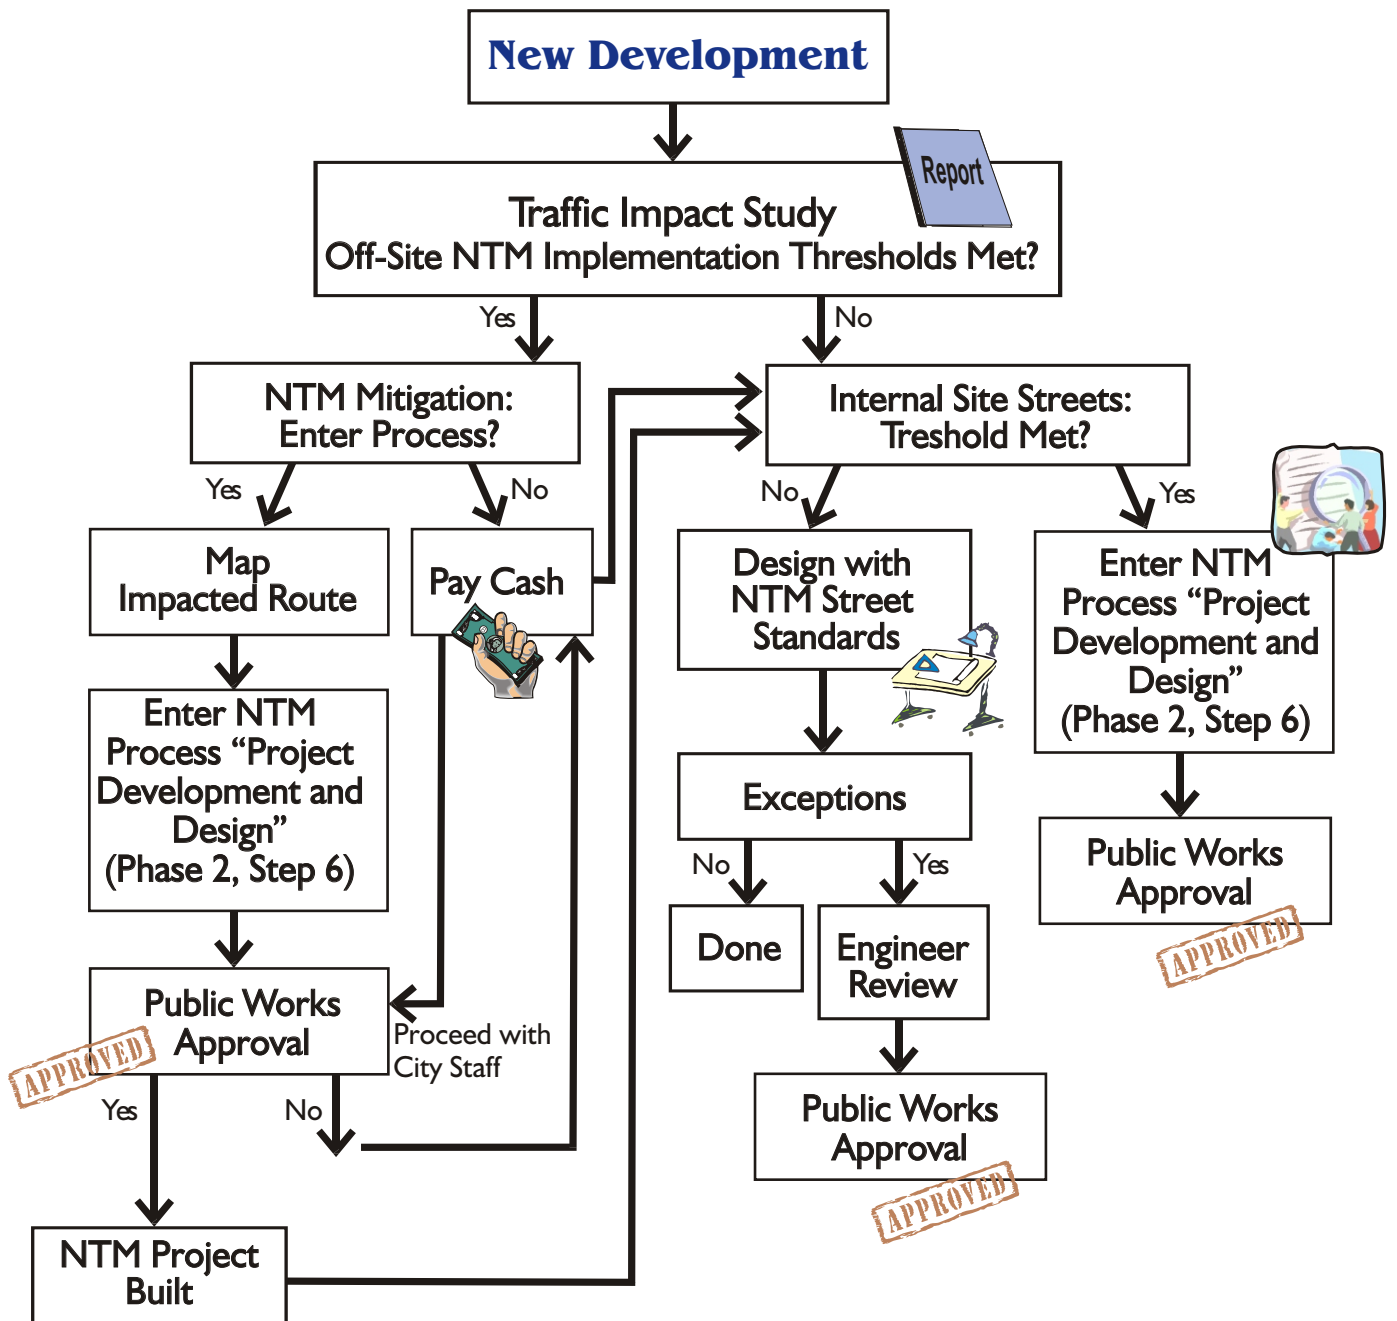 New Development
Report
Traffic Impact Study
Off-Site NTM Implementation Thresholds Met?
Yes
No
NTM Mitigation:
Enter Process?
Internal Site Streets:
Treshold Met?
Yes
No
No
Yes
Map
Impacted Route
Pay Cash
Design with
NTM Street
Standards
Enter NTM
Process “Project
Development and
Design”
(Phase 2, Step 6)
Enter NTM
Process “Project
Development and
Design”
(Phase 2, Step 6)
Exceptions
No
Yes
Public Works
Approval
APPROVED
Done
Engineer
Review
Public Works
Approval
APPROVED
Proceed with
City Staff
Yes
No
Public Works
Approval
APPROVED
NTM Project
Built